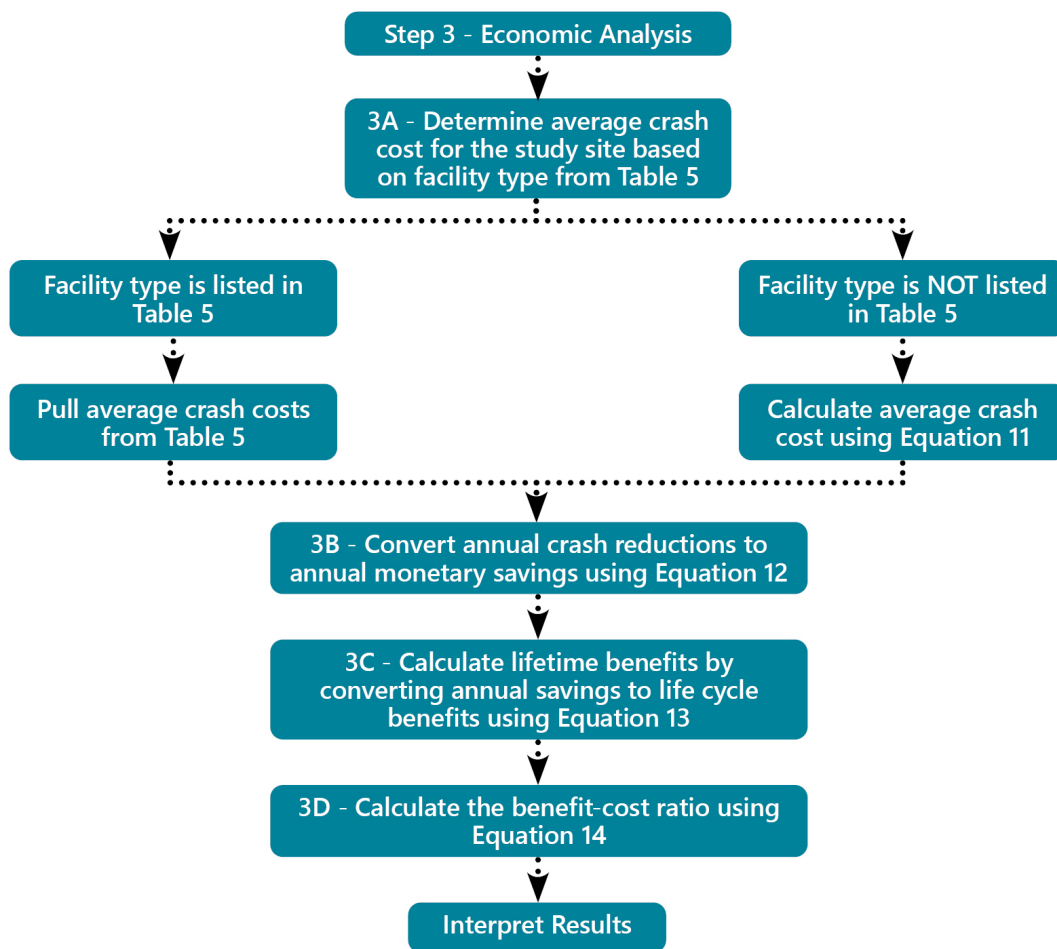 Step 3 - Economic Analysis
3A - Determine average crash
cost for the study site based
on facility type from Table 5
Facility type is listed in
Table 5
Facility type is NOT listed
in Table 5
Pull average crash costs
from Table 5
Calculate average crash
cost using Equation 11
3B - Convert annual crash reductions to
annual monetary savings using Equation 12
3C - Calculate lifetime benefits by
converting annual savings to life cycle
benefits using Equation 13
3D - Calculate the benefit-cost ratio using
Equation 14
Interpret Results